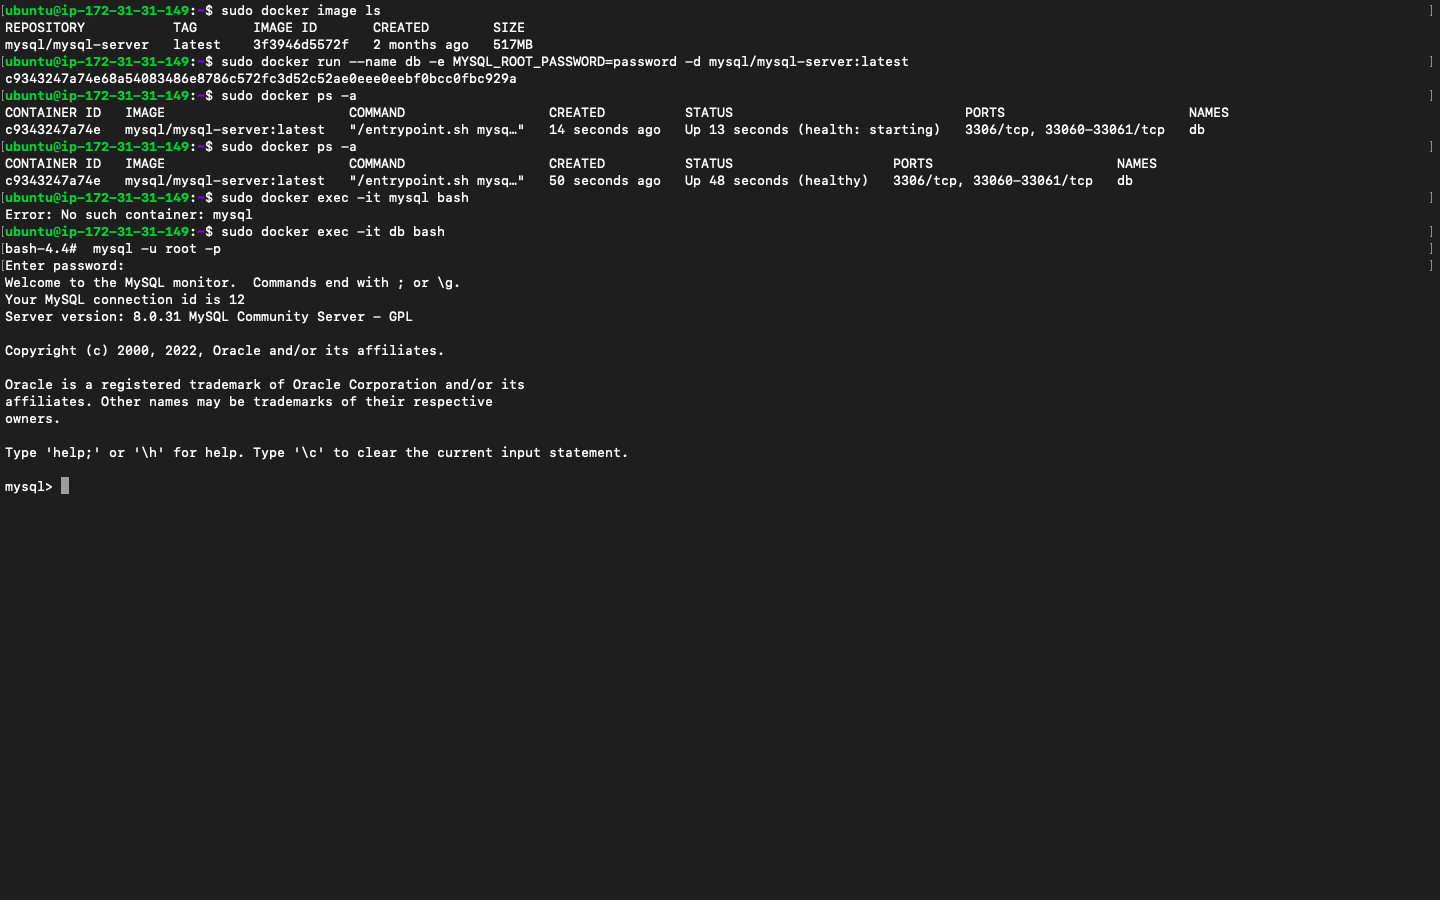 [ubuntu@ip-172-31-31-149:~$ sudo docker image ls ]
REPOSITORY TAG IMAGE ID CREATED SIZE
mysql/mysql-server latest 3f3946d5572f 2 months ago 517MB
[ubuntu@ip-172-31-31-149:~$ sudo docker run --name db -e MYSQL_ROOT_PASSWORD=password -d mysql/mysql-server:latest ]
c9343247a74e68a54083486e8786c572fc3d52c52ae0eee0eebf0bcc0fbc929a
[ubuntu@ip-172-31-31-149:~$ sudo docker ps -a ]
CONTAINER ID IMAGE COMMAND CREATED STATUS PORTS NAMES
c9343247a74e mysql/mysql-server:latest "/entrypoint.sh mysq…" 14 seconds ago Up 13 seconds (health: starting) 3306/tcp, 33060-33061/tcp db
[ubuntu@ip-172-31-31-149:~$ sudo docker ps -a ]
CONTAINER ID IMAGE COMMAND CREATED STATUS PORTS NAMES
c9343247a74e mysql/mysql-server:latest "/entrypoint.sh mysq…" 50 seconds ago Up 48 seconds (healthy) 3306/tcp, 33060-33061/tcp db
[ubuntu@ip-172-31-31-149:~$ sudo docker exec -it mysql bash ]
Error: No such container: mysql
[ubuntu@ip-172-31-31-149:~$ sudo docker exec -it db bash ]
[bash-4.4# mysql -u root -p ]
[Enter password: ]
Welcome to the MySQL monitor. Commands end with ; or \g.
Your MySQL connection id is 12
Server version: 8.0.31 MySQL Community Server - GPL
Copyright (c) 2000, 2022, Oracle and/or its affiliates.
Oracle is a registered trademark of Oracle Corporation and/or its
affiliates. Other names may be trademarks of their respective
owners.
Type 'help;' or '\h' for help. Type '\c' to clear the current input statement.
mysql>